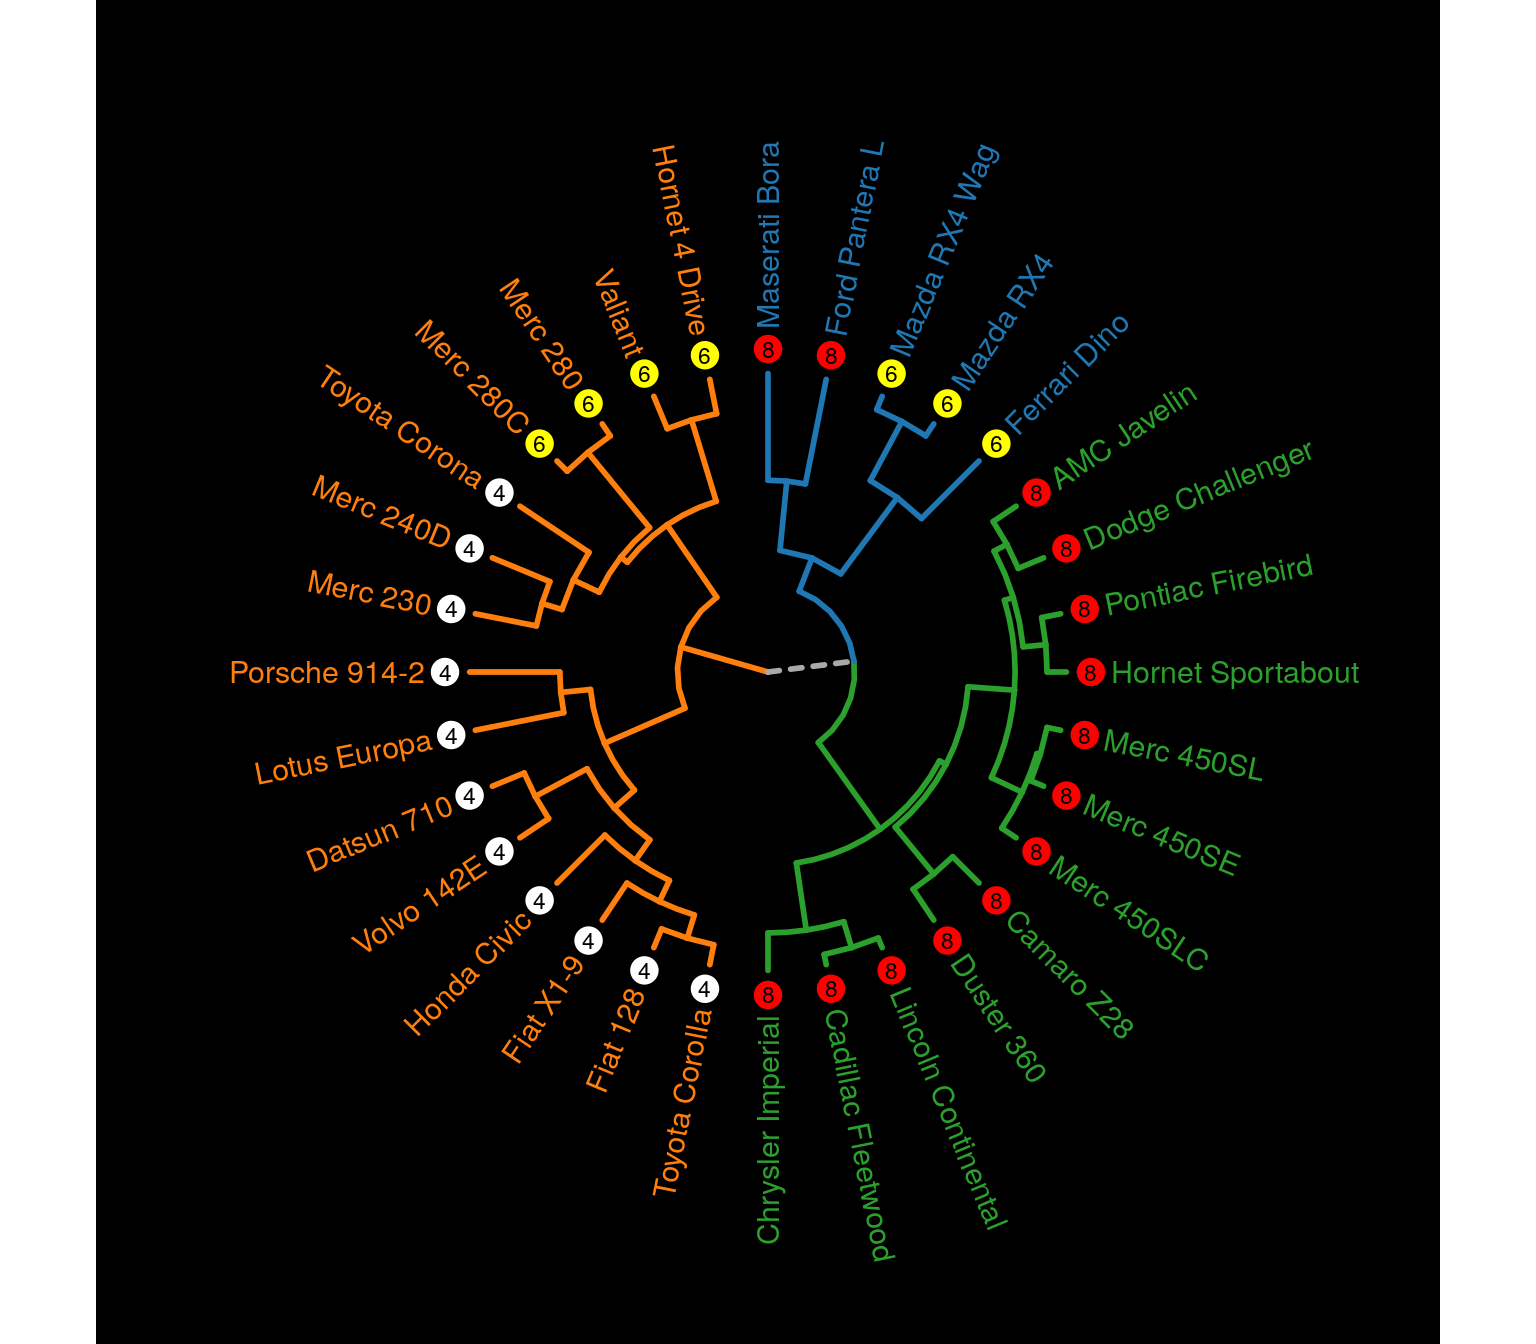 Maserati Bora
8
Ford Pantera L
8
Mazda RX4 Wag
6
Mazda RX4
6
Ferrari Dino
6
AMC Javelin
8
Dodge Challenger
8
Pontiac Firebird
8
Hornet Sportabout
8
Merc 450SL
8
Merc 450SE
8
Merc 450SLC
8
Camaro Z28
8
Duster 360
8
Lincoln Continental
8
Cadillac Fleetwood
8
Chrysler Imperial
8
Toyota Corolla
4
Fiat 128
4
Fiat X1-9
4
Honda Civic
4
Volvo 142E
4
Datsun 710
4
Lotus Europa
4
Porsche 914-2
4
Merc 230
4
Merc 240D
4
Toyota Corona
4
Merc 280C
6
Merc 280
6
Valiant
6
Hornet 4 Drive
6